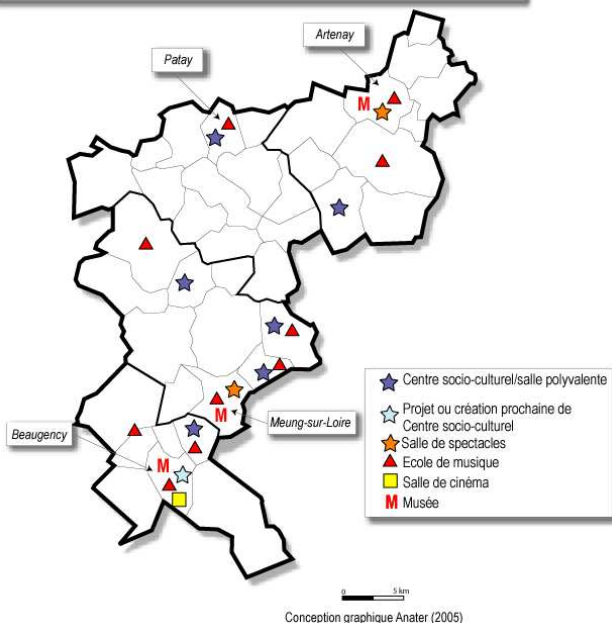 Artenay
Patay
M
M
Meung-sur-Loire
Beaugency
M
Centre socio-culturel/salle polyvalente
Projet ou création prochaine de
Centre socio-culturel
Salle de spectacles
Ecole de musique
Salle de cinéma
M Musée
0 5 km
Conception graphique Anater (2005)